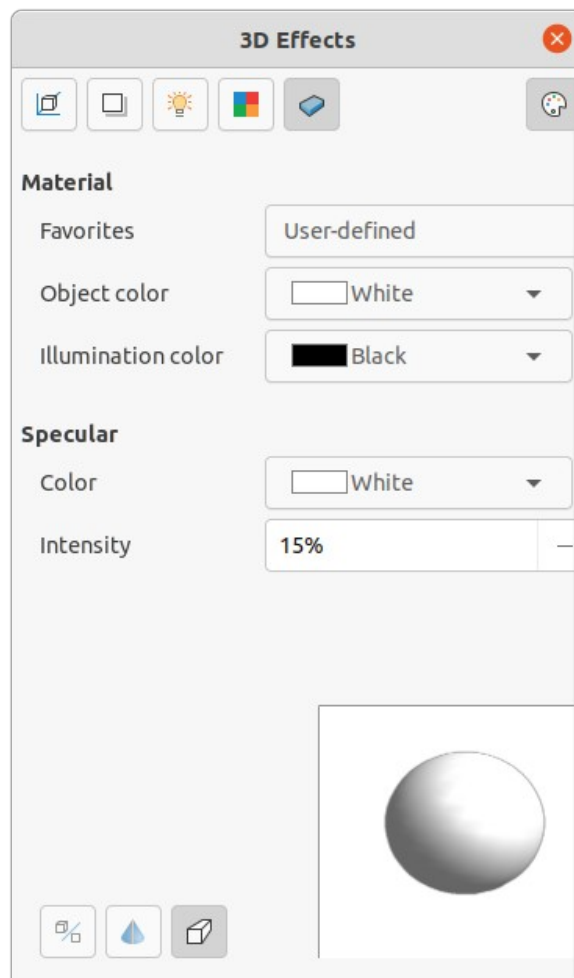 3D Effects
Material
Favorites User-defined
Object color White
Illumination color Black
Specular
Color White
Intensity 15%